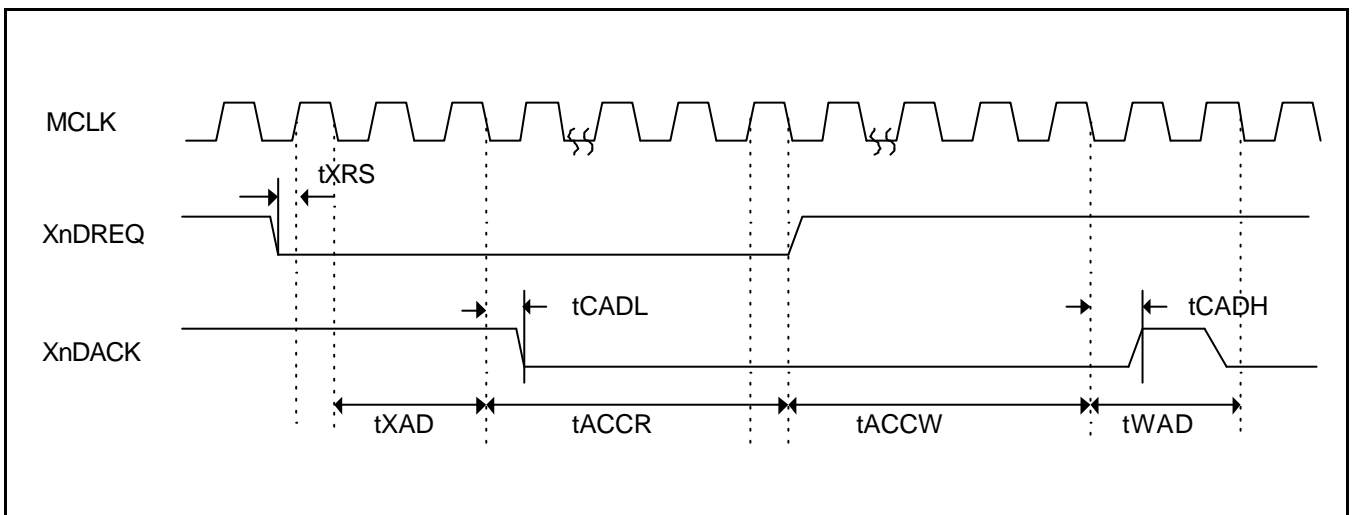 MCLK
tXRS
XnDREQ
tCADL
tCADH
XnDACK
tXAD
tACCR
tACCW
tWAD